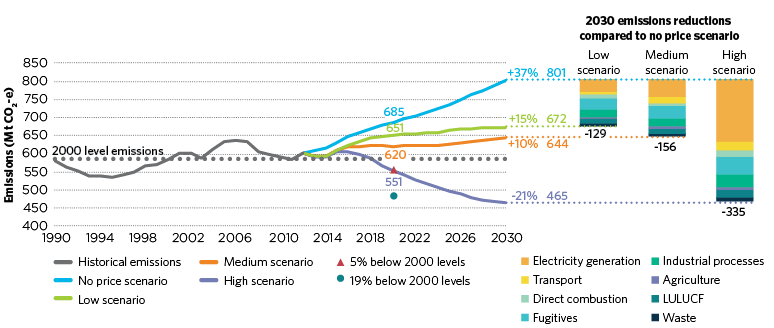 2030 emissions reductions
compared to no price scenario
Low scenario
Medium scenario
High scenario
Emissions (Mt CO2-e)
850
800
750
700
650
600
550
500
450
400
2000 level emissions
685
651
620
551
+37% 801
+15% 672
+10% 644
-21% 465
-129
-156
-335
1990 1994 1998 2002 2006 2010 2014 2018 2022 2026 2030
Historical emissions
No price scenario
Low scenario
Medium scenario
High scenario
5% below 2000 levels
19% below 2000 levels
Electricity generation
Transport
Direct combustion
Fugitives
Industrial processes
Agriculture
LULUCF
Waste